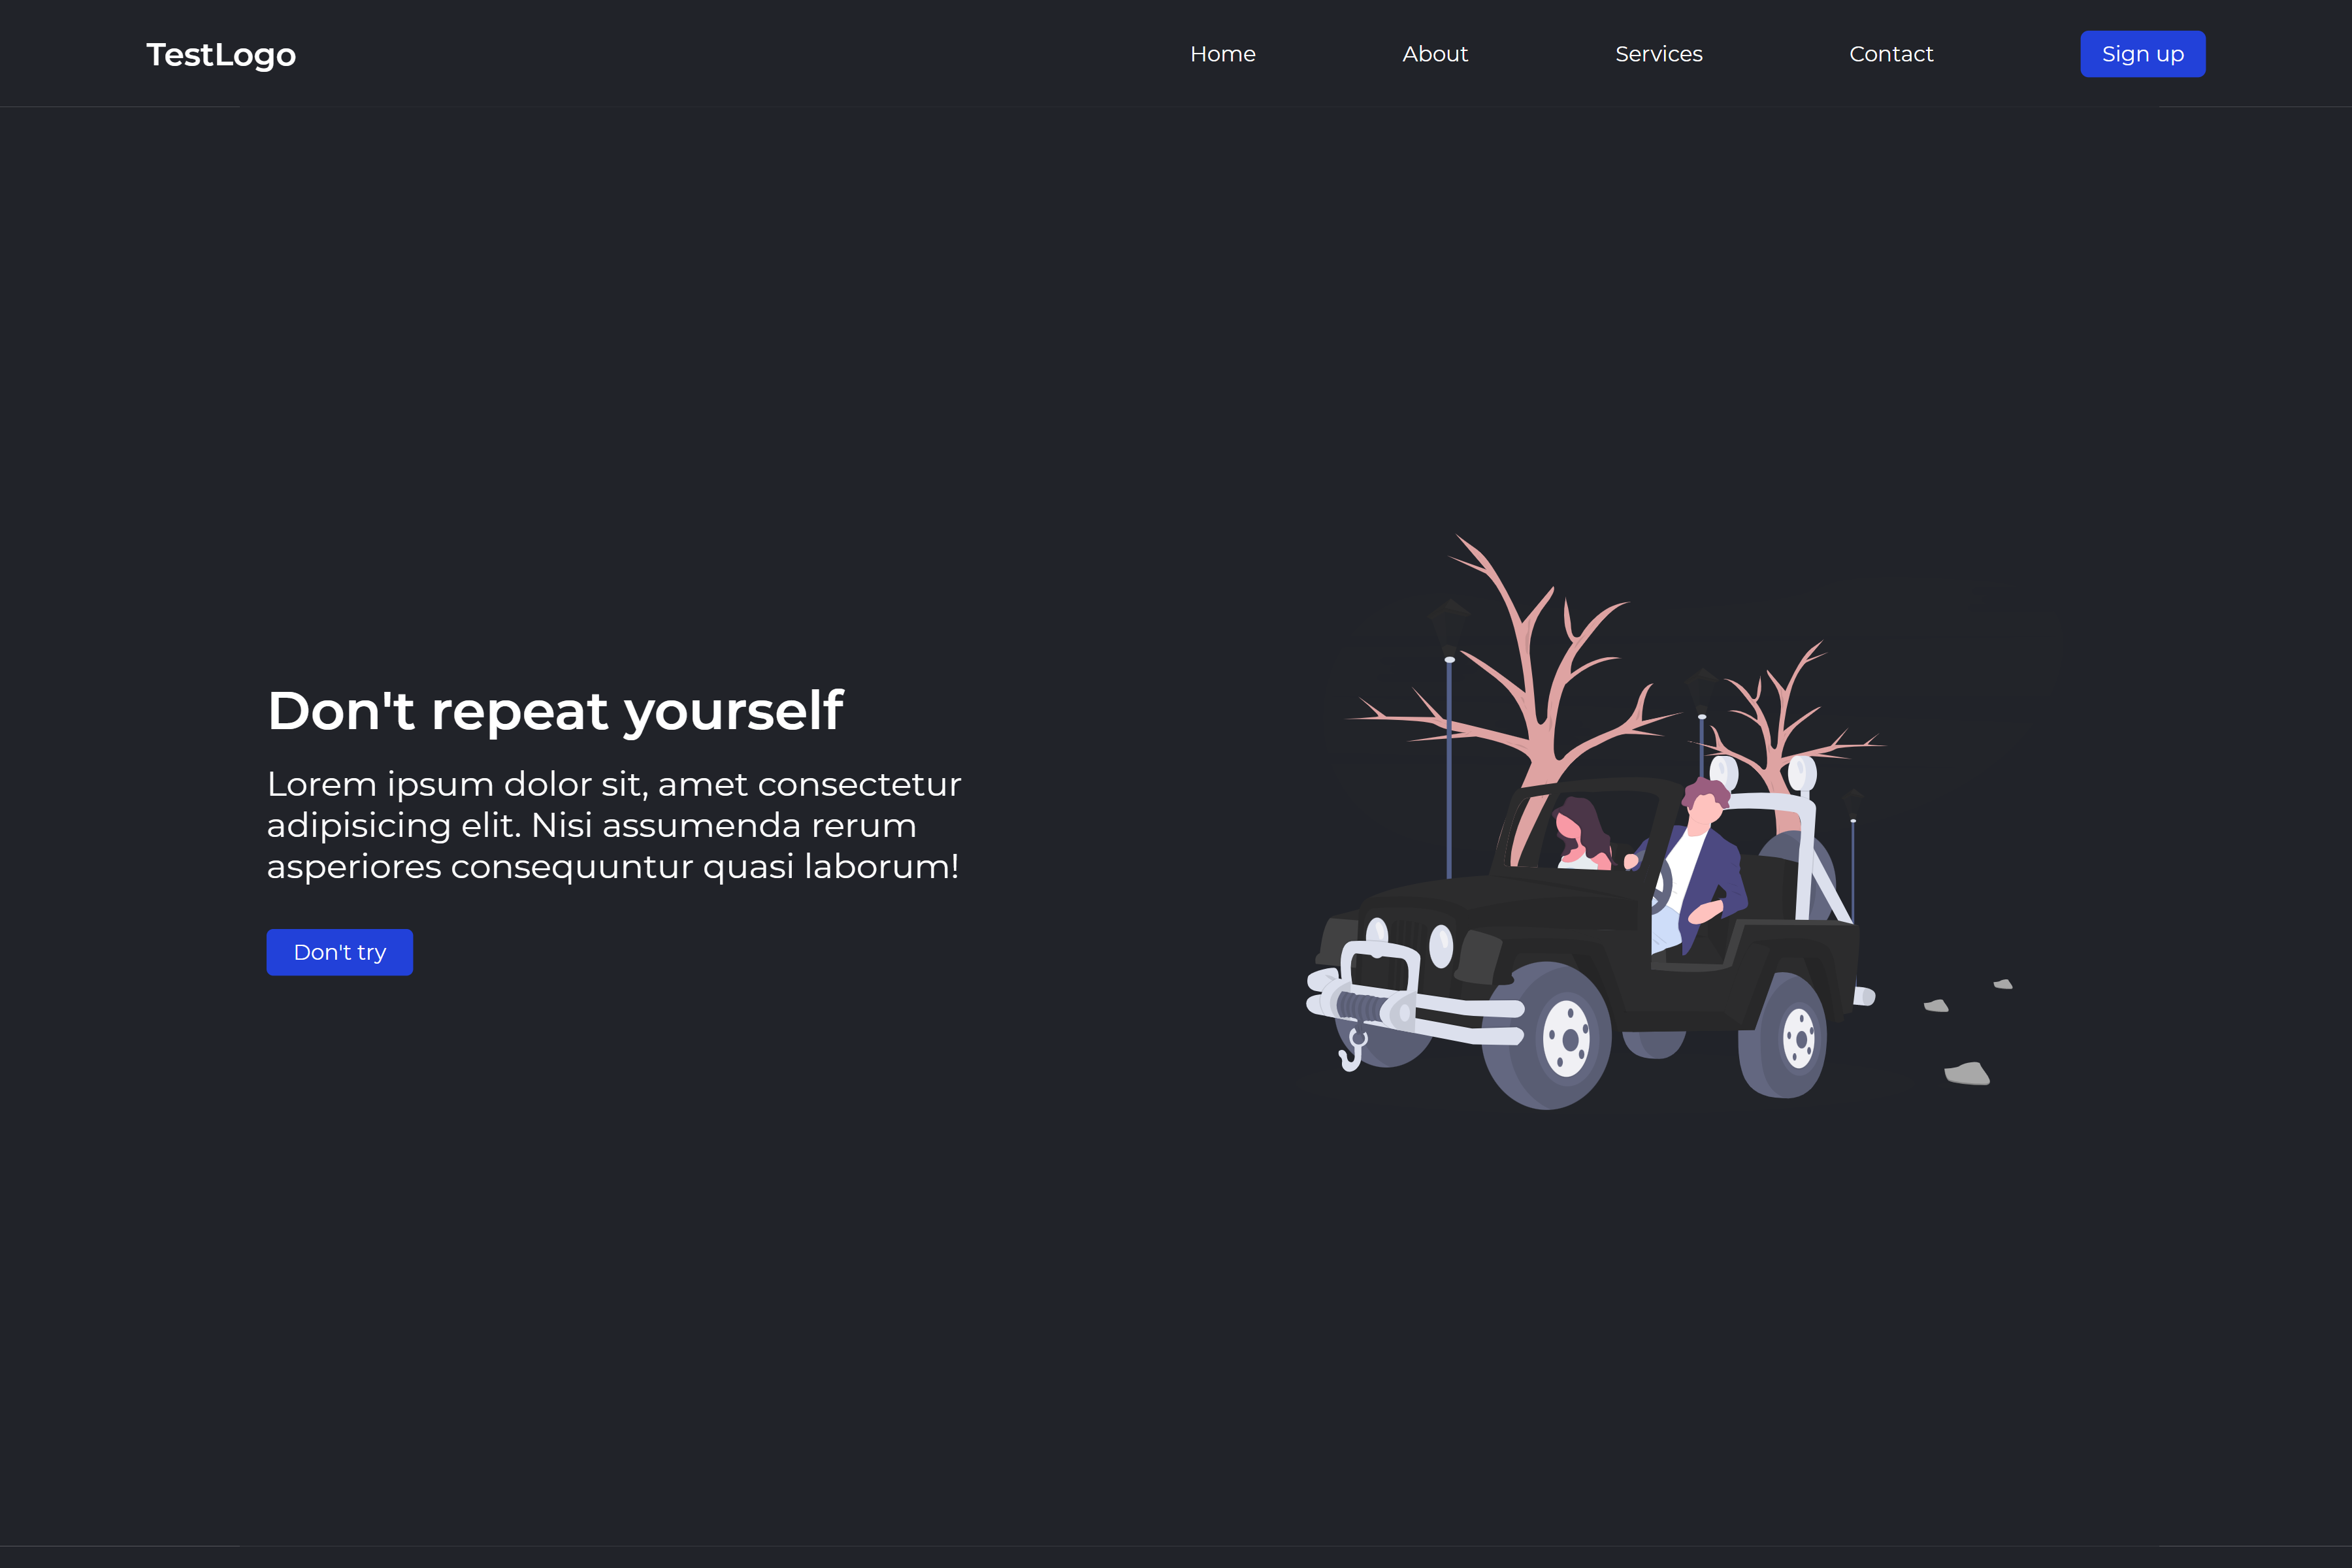 TestLogo
Home
About
Services
Contact
Sign up
Don't repeat yourself
Lorem ipsum dolor sit, amet consectetur
adipisicing elit. Nisi assumenda rerum
asperiores consequuntur quasi laborum!
Don't try